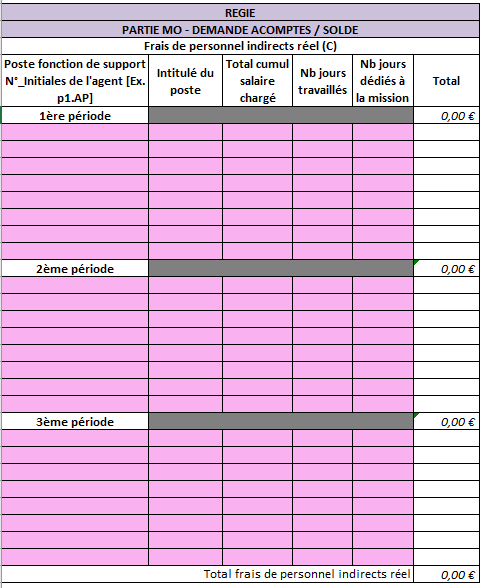 REGIE
PARTIE MO - DEMANDE ACOMPTES / SOLDE
Frais de personnel indirects réel (C)
Poste fonction de support N°_Initiales de l'agent [Ex. p1.AP] Intitulé du poste Total cumul salaire chargé Nb jours travaillés Nb jours dédiés à la mission Total
1ère période 0,00 €
2ème période 0,00 €
3ème période 0,00 €
Total frais de personnel indirects réel 0,00 €